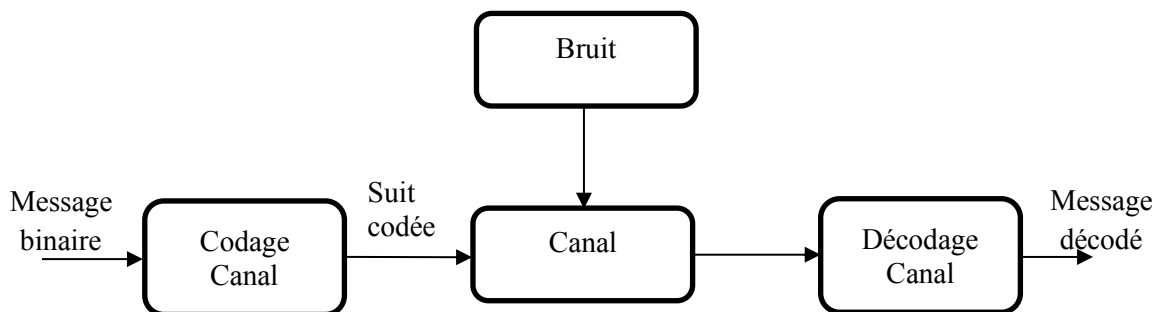 Bruit
Message
binaire
Codage
Canal
Suit
codée
Canal
Décodage
Canal
Message
décodé